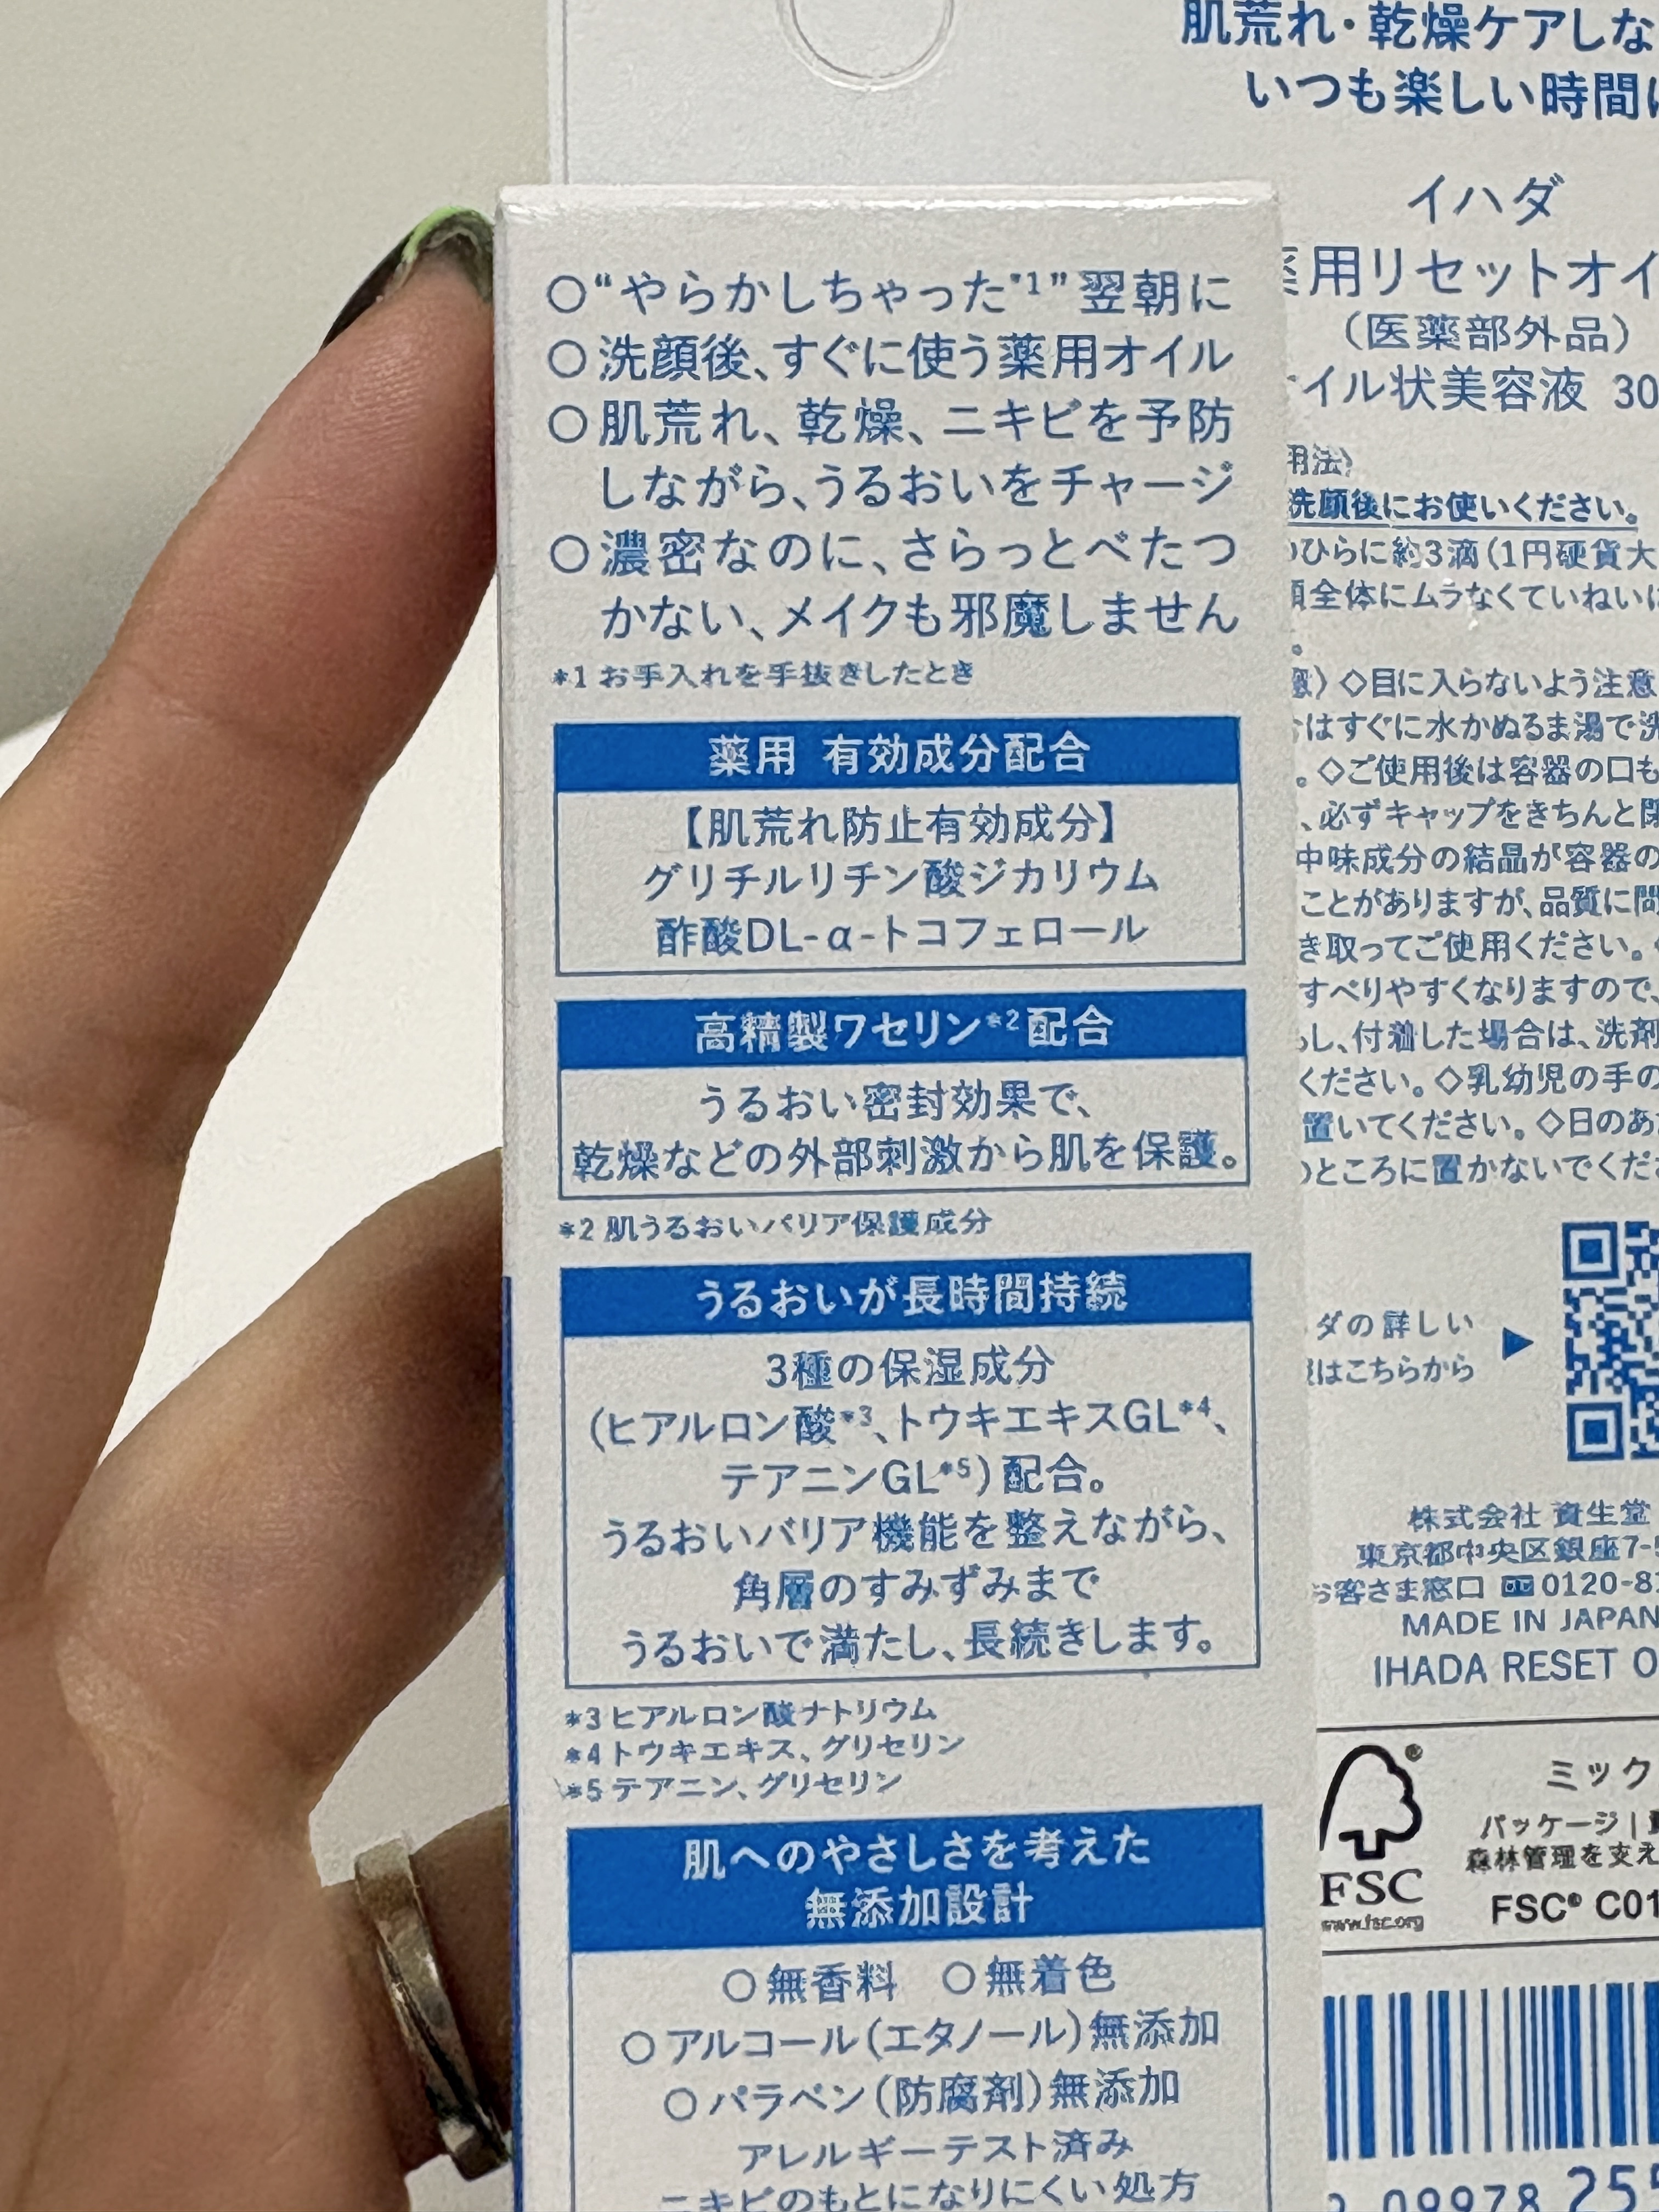 ○“やらかしちゃった*1”翌朝に
○洗顔後、すぐに使う薬用オイル
○肌荒れ、乾燥、ニキビを予防
しながら、うるおいをチャージ
○濃密なのに、さらっとべたつ
かない、メイクも邪魔しません
*1 お手入れを手抜きしたとき
薬用 有効成分配合
【肌荒れ防止有効成分】
グリチルリチン酸ジカリウム
酢酸DL-α-トコフェロール
高精製ワセリン*2配合
うるおい密封効果で、
乾燥などの外部刺激から肌を保護。
*2 肌うるおいバリア保護成分
うるおいが長時間持続
3種の保湿成分
(ヒアルロン酸*3、トウキエキスGL*4、
テアニンGL*5)配合。
うるおいバリア機能を整えながら、
角層のすみずみまで
うるおいで満たし、長続きします。
*3 ヒアルロン酸ナトリウム
*4 トウキエキス、グリセリン
*5 テアニン、グリセリン
肌へのやさしさを考えた
無添加設計
○無香料 ○無着色
○アルコール(エタノール)無添加
○パラベン(防腐剤)無添加
アレルギーテスト済み
ニキビのもとになりにくい処方
肌荒れ・乾燥ケアしな
いつも楽しい時間
イハダ
用リセットオイ
(医薬部外品)
イル状美容液 30
用法〉
洗顔後にお使いください。
ひらに約3滴(1円硬貨大
全体にムラなくていねいに
。
〉◇目に入らないよう注意
はすぐに水かぬるま湯で洗
。◇ご使用後は容器の口も
、必ずキャップをきちんと閉
中味成分の結晶が容器の
ことがありますが、品質に問
き取ってご使用ください。
すべりやすくなりますので、
し、付着した場合は、洗剤
ください。◇乳幼児の手の
置いてください。◇日のあ
ところに置かないでくださ
ダの詳しい
はこちらから
株式会社 資生堂
東京都中央区銀座7-5
お客さま窓口 0120-81
MADE IN JAPAN
IHADA RESET O
ミック
パッケージ|
森林管理を支え
FSC
www.fsc.org
FSC® C01
09978 255